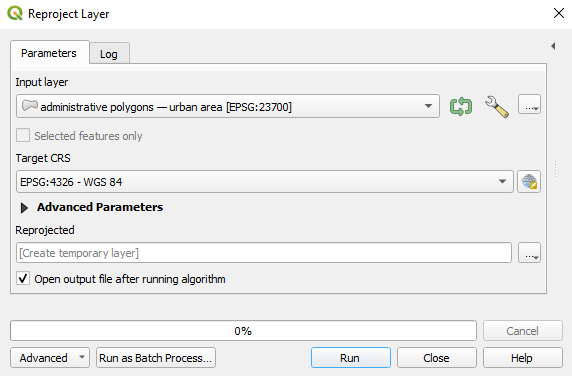 Reproject Layer
Parameters
Log
Input layer
administrative polygons — urban area [EPSG:23700]
...
Selected features only
Target CRS
EPSG:4326 - WGS 84
Advanced Parameters
Reprojected
[Create temporary layer]
...
Open output file after running algorithm
0%
Cancel
Advanced
Run as Batch Process...
Run
Close
Help